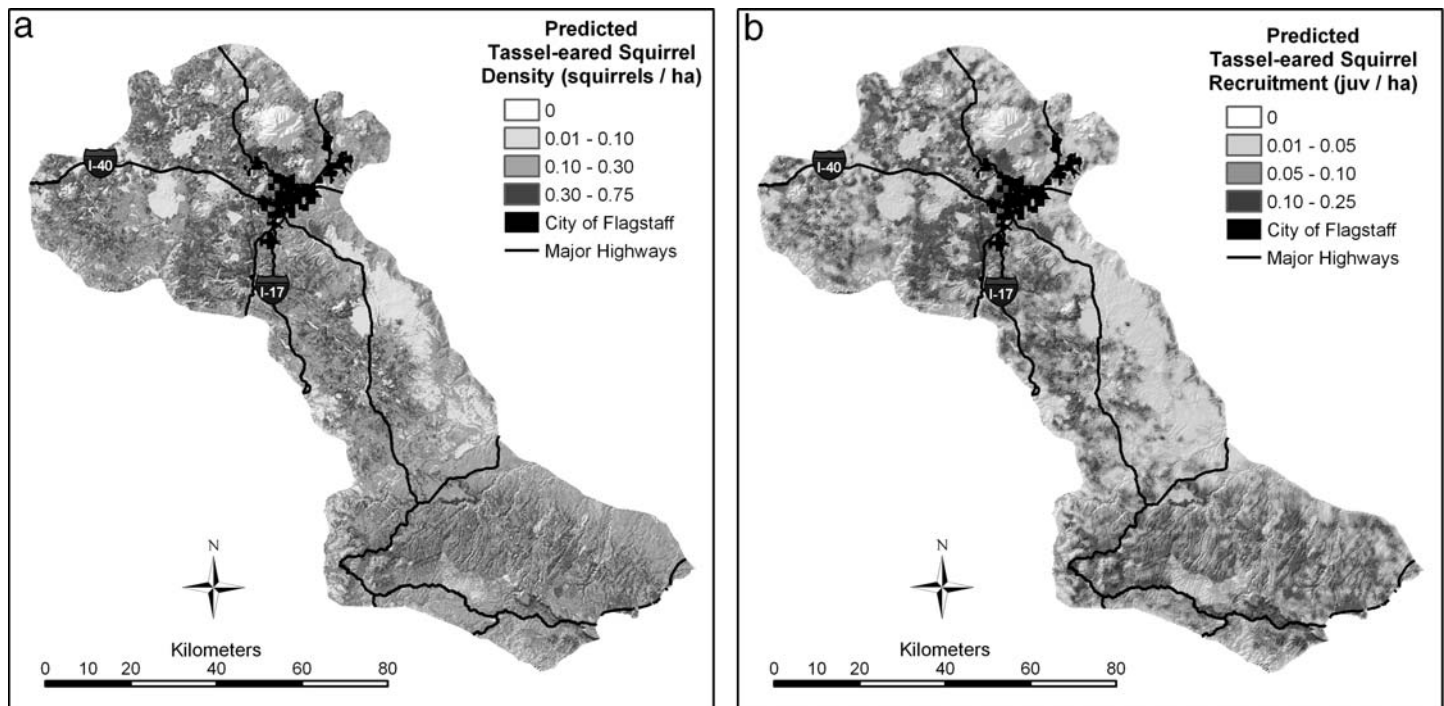 a
Predicted
Tassel-eared Squirrel
Density (squirrels / ha)
0
0.01 - 0.10
0.10 - 0.30
0.30 - 0.75
City of Flagstaff
Major Highways
I-40
I-17
N
Kilometers
0 10 20 40 60 80
b
Predicted
Tassel-eared Squirrel
Recruitment (juv / ha)
0
0.01 - 0.05
0.05 - 0.10
0.10 - 0.25
City of Flagstaff
Major Highways
I-40
I-17
N
Kilometers
0 10 20 40 60 80